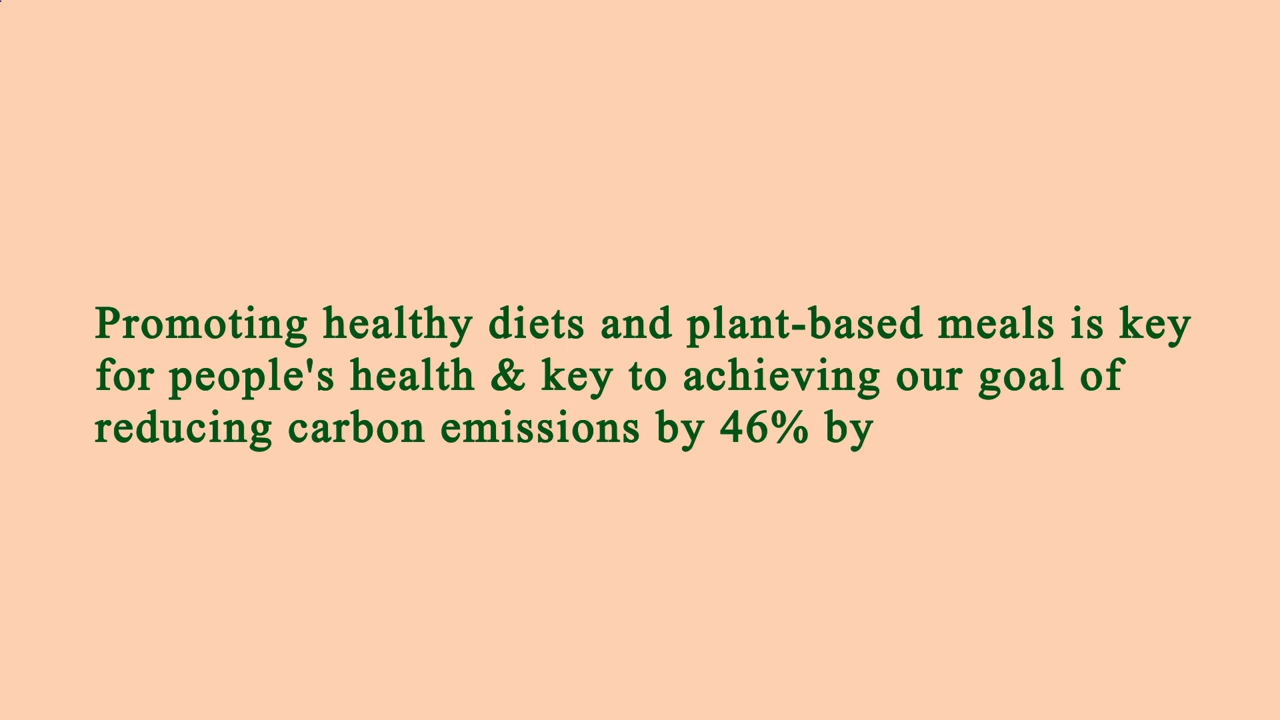 Promoting healthy diets and plant-based meals is key
for people's health & key to achieving our goal of
reducing carbon emissions by 46% by